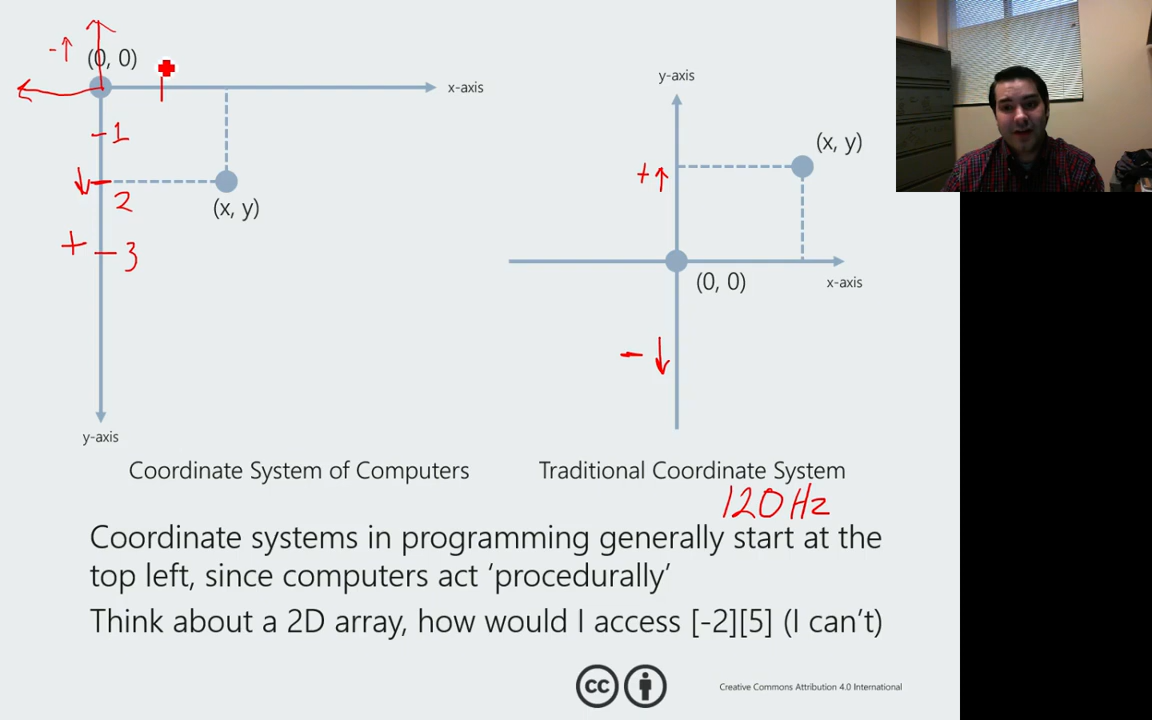 -↑
(0, 0)
x-axis
-1
↓
2
+
-3
(x, y)
y-axis
Coordinate System of Computers
y-axis
(x, y)
+↑
(0, 0)
x-axis
-↓
Traditional Coordinate System
120Hz
Coordinate systems in programming generally start at the
top left, since computers act ‘procedurally’
Think about a 2D array, how would I access [-2][5] (I can’t)
cc
Creative Commons Attribution 4.0 International